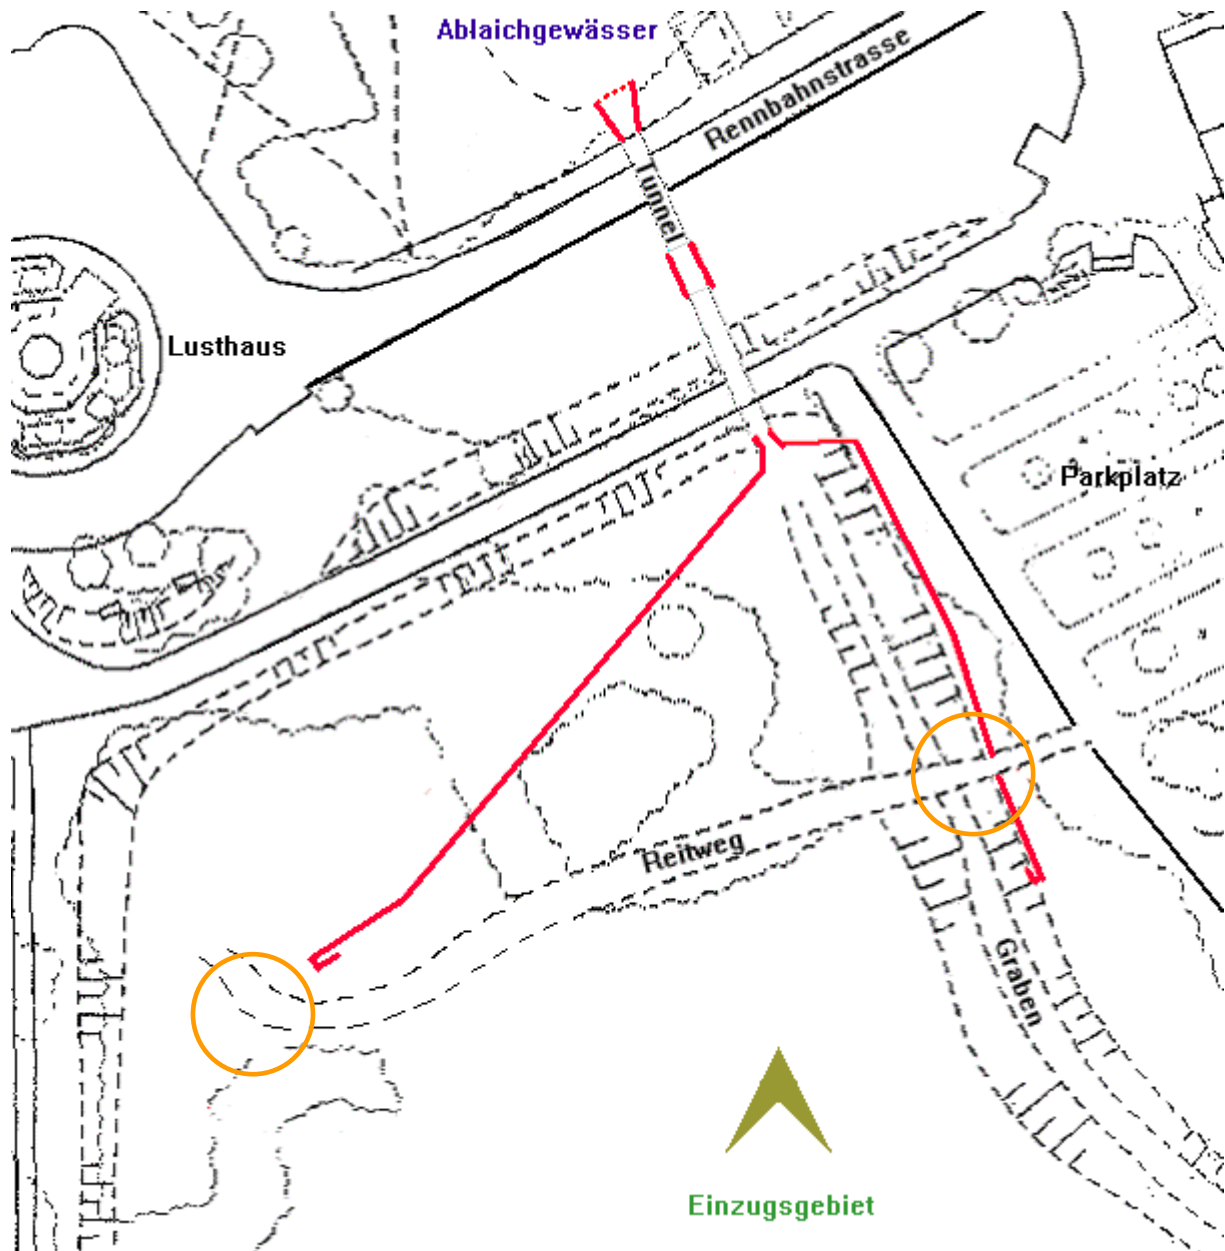 Ablaichgewässer
Rennbahnstrasse
Tunnel
Lusthaus
Parkplatz
Reitweg
Graben
Einzugsgebiet